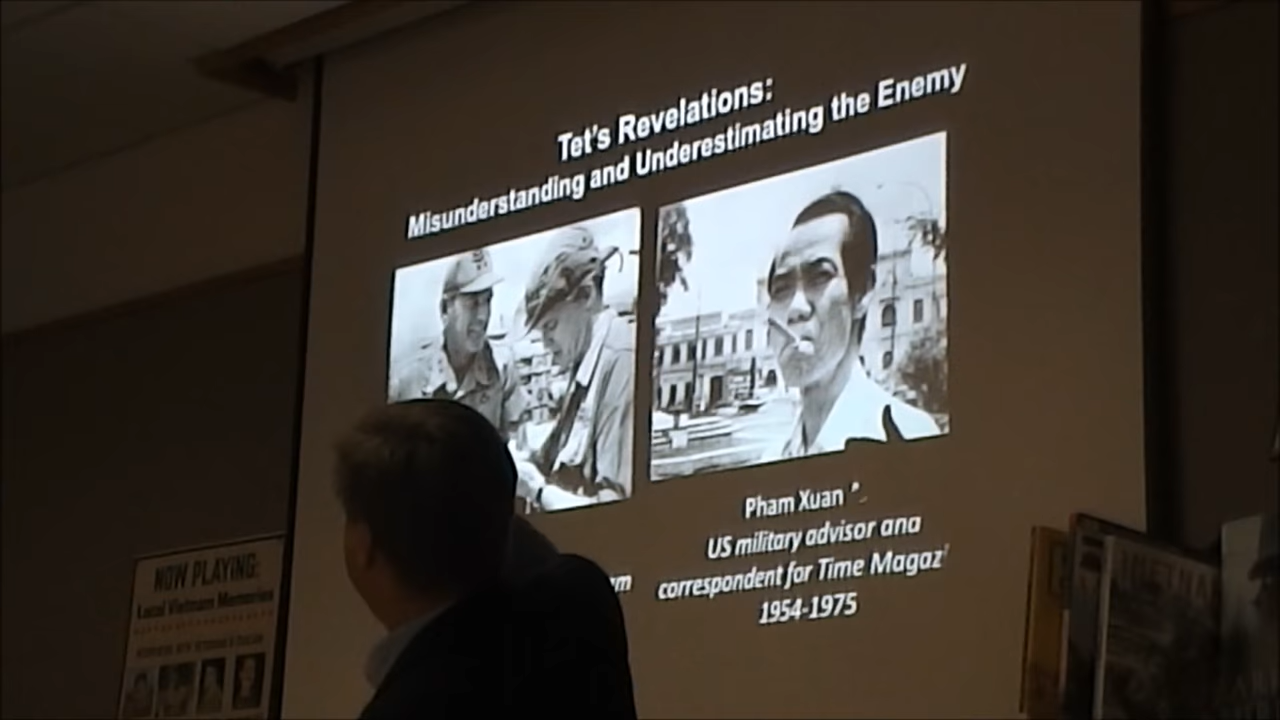 Tet's Revelations:
Misunderstanding and Underestimating the Enemy
Pham Xuan
US military advisor and
correspondent for Time Magaz
1954-1975
NOW PLAYING:
Local Vietnam Memories